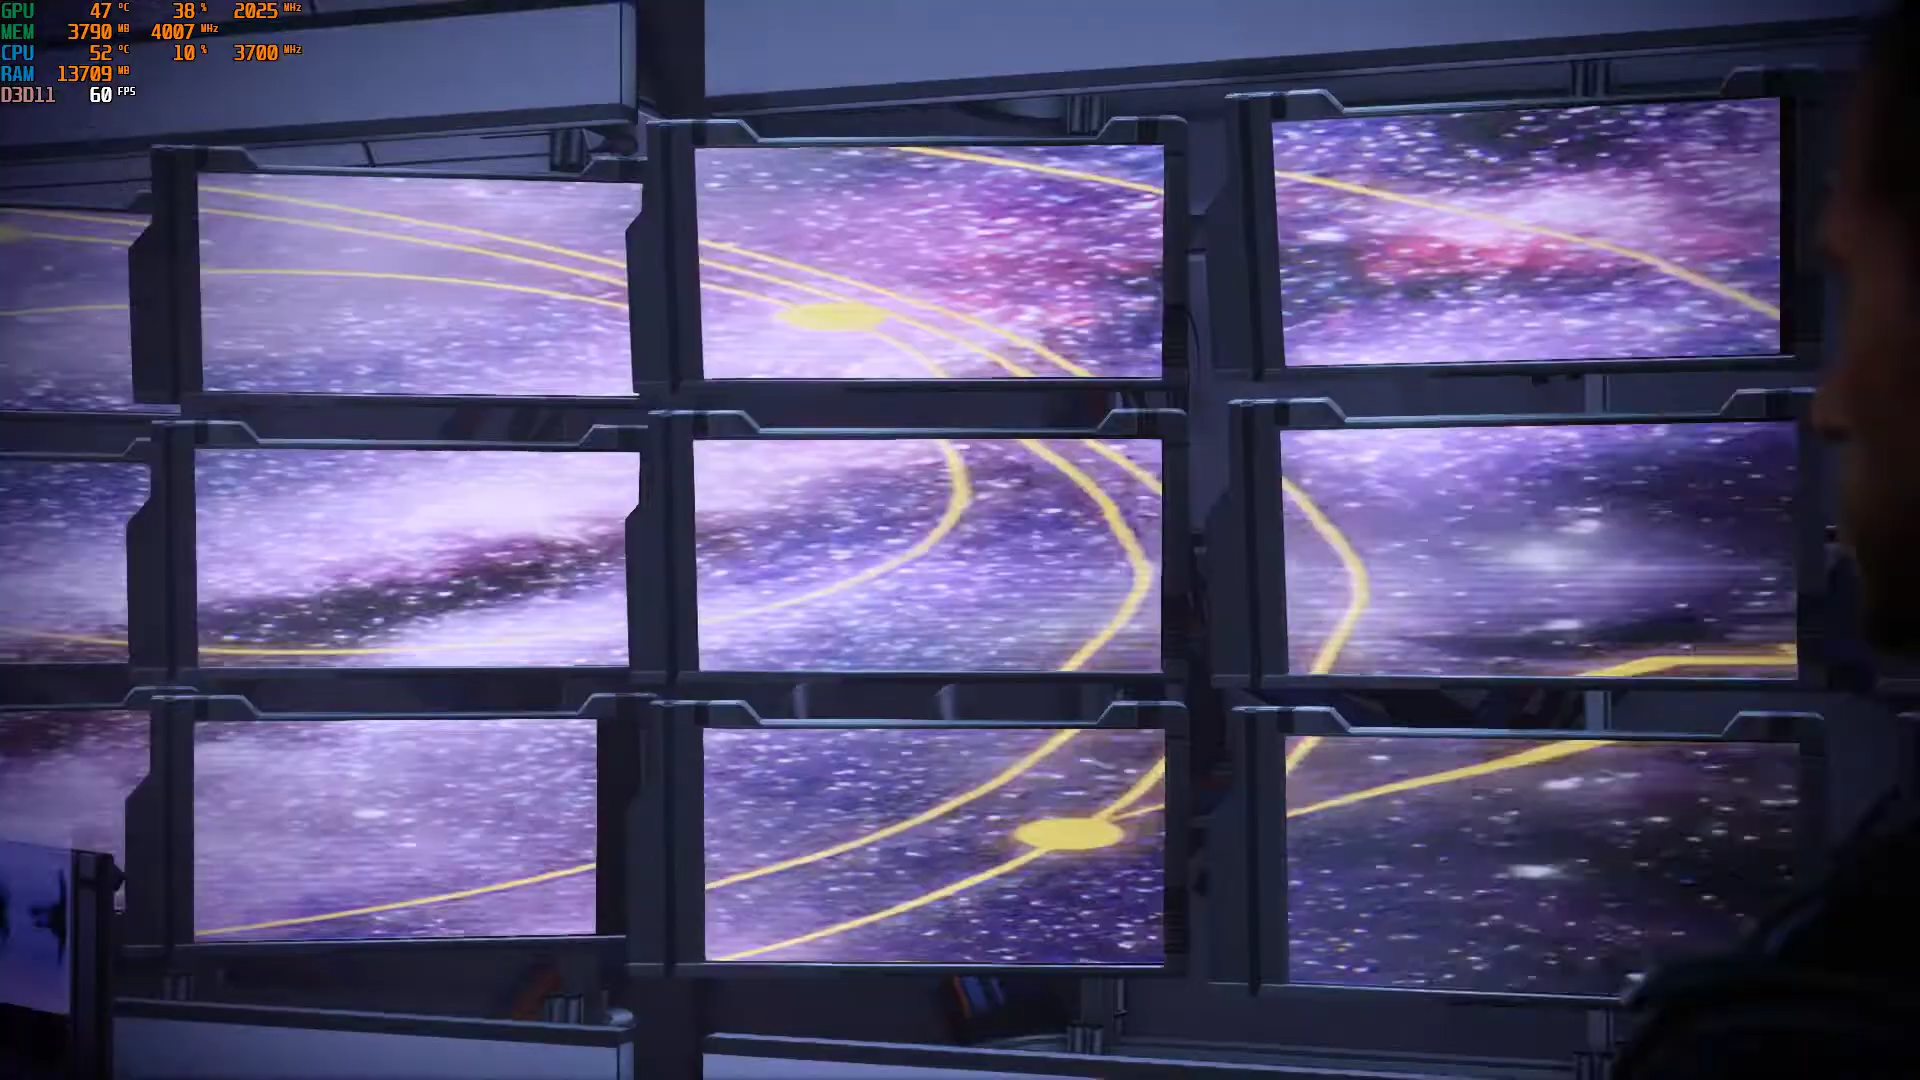 GPU 47 °C 38 % 2025 MHz
MEM 3790 MB 4007 MHz
CPU 52 °C 10 % 3700 MHz
RAM 13709 MB
D3D11 60 FPS